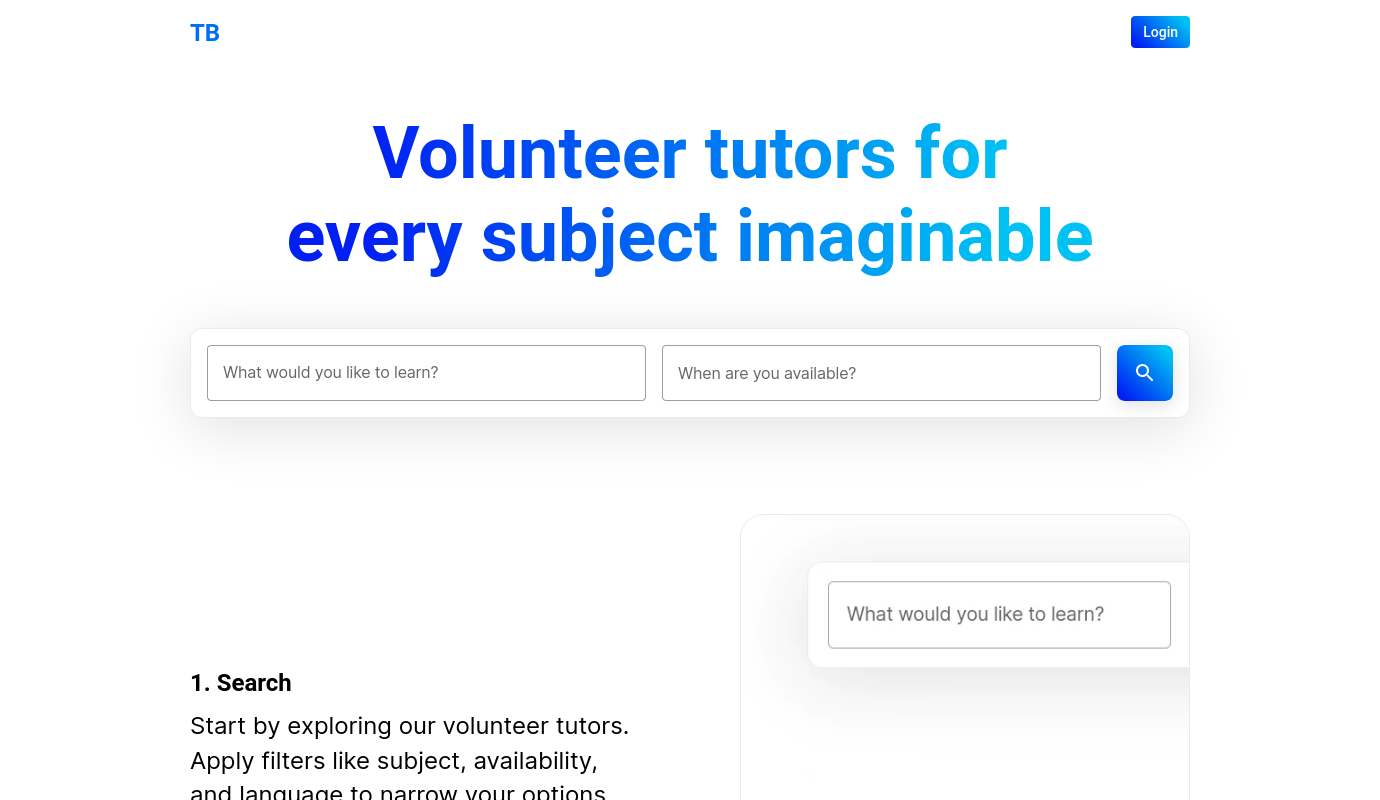 TB
Login
Volunteer tutors for
every subject imaginable
What would you like to learn?
When are you available?
What would you like to learn?
1. Search
Start by exploring our volunteer tutors.
Apply filters like subject, availability,
and language to narrow your options